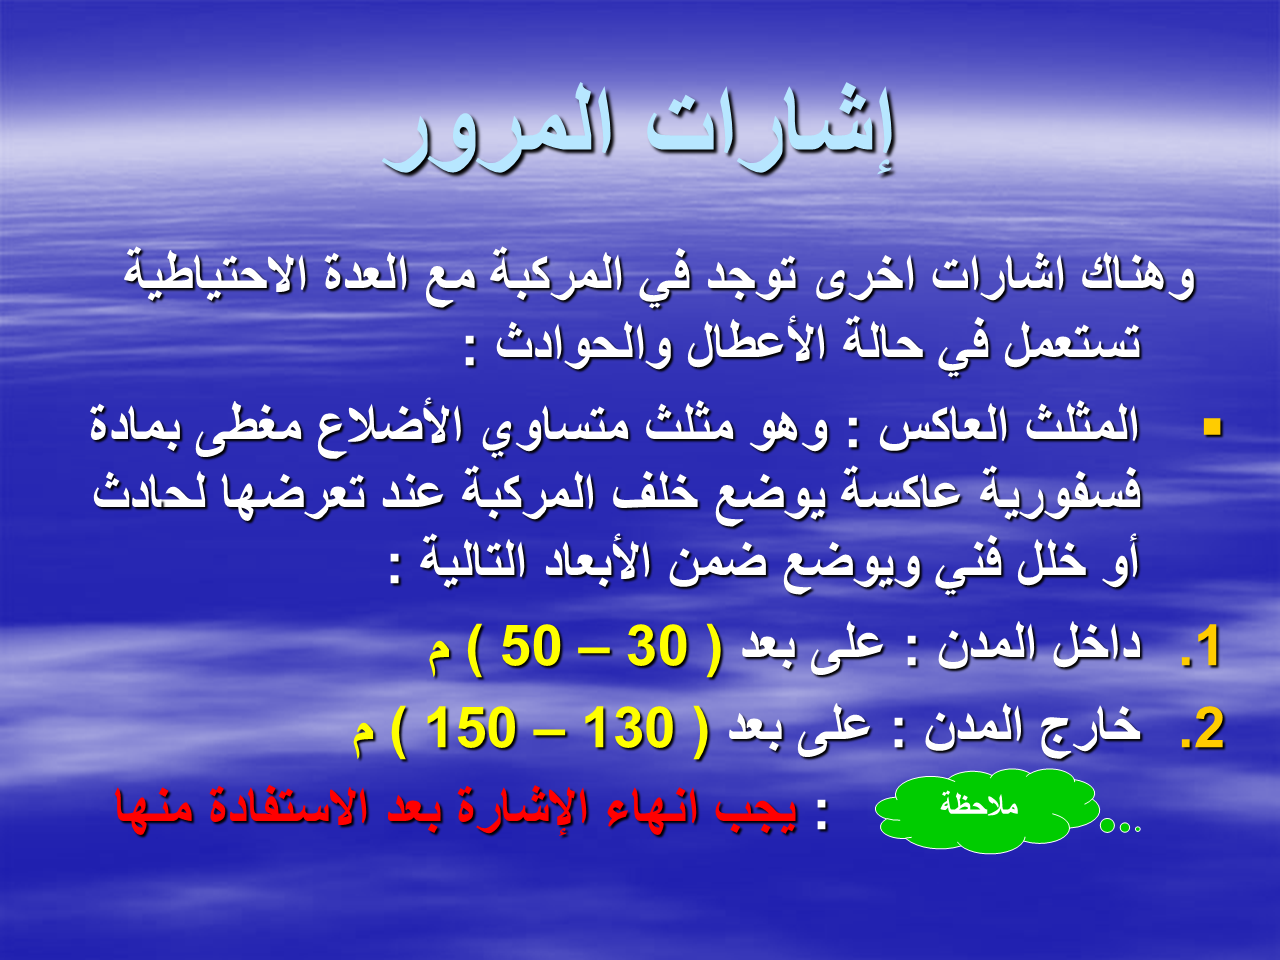 إشارات المرور
وهناك اشارات اخرى توجد في المركبة مع العدة الاحتياطية
تستعمل في حالة الأعطال والحوادث :
▪ المثلث العاكس : وهو مثلث متساوي الأضلاع مغطى بمادة
فسفورية عاكسة يوضع خلف المركبة عند تعرضها لحادث
أو خلل فني ويوضع ضمن الأبعاد التالية :
1. داخل المدن : على بعد ( 30 – 50 ) م
2. خارج المدن : على بعد ( 130 – 150 ) م
ملاحظة : يجب انهاء الإشارة بعد الاستفادة منها